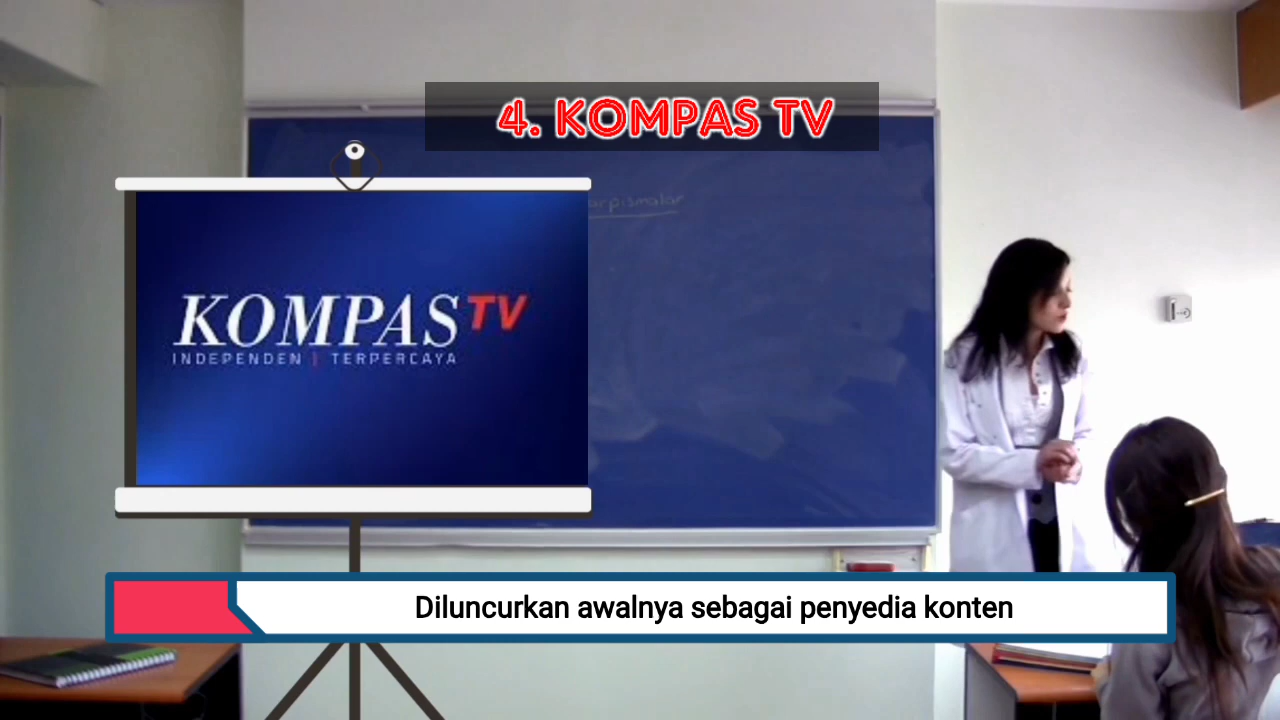 4. KOMPAS TV
KOMPAS TV
INDEPENDEN | TERPERCAYA
Diluncurkan awalnya sebagai penyedia konten